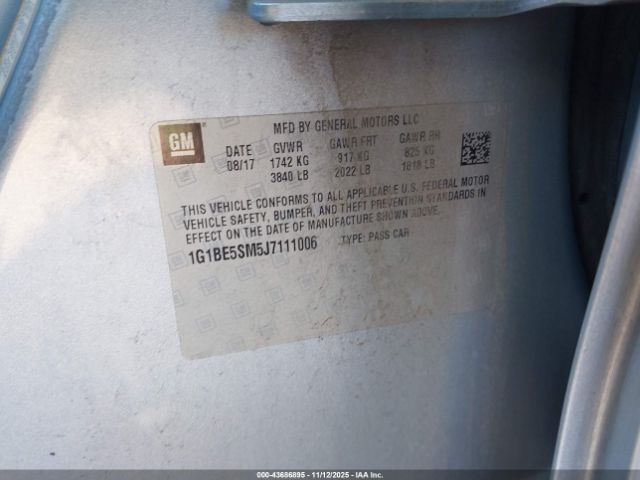 MFD BY GENERAL MOTORS LLC
GM
DATE GVWR GAWR FRT GAWR RR
08/17 1742 KG 917 KG 825 KG
3840 LB 2022 LB 1818 LB
THIS VEHICLE CONFORMS TO ALL APPLICABLE U.S. FEDERAL MOTOR
VEHICLE SAFETY, BUMPER, AND THEFT PREVENTION STANDARDS IN
EFFECT ON THE DATE OF MANUFACTURE SHOWN ABOVE.
1G1BE5SM5J7111006 TYPE: PASS CAR
© 43686895 - 11/12/2025 - IAA Inc.